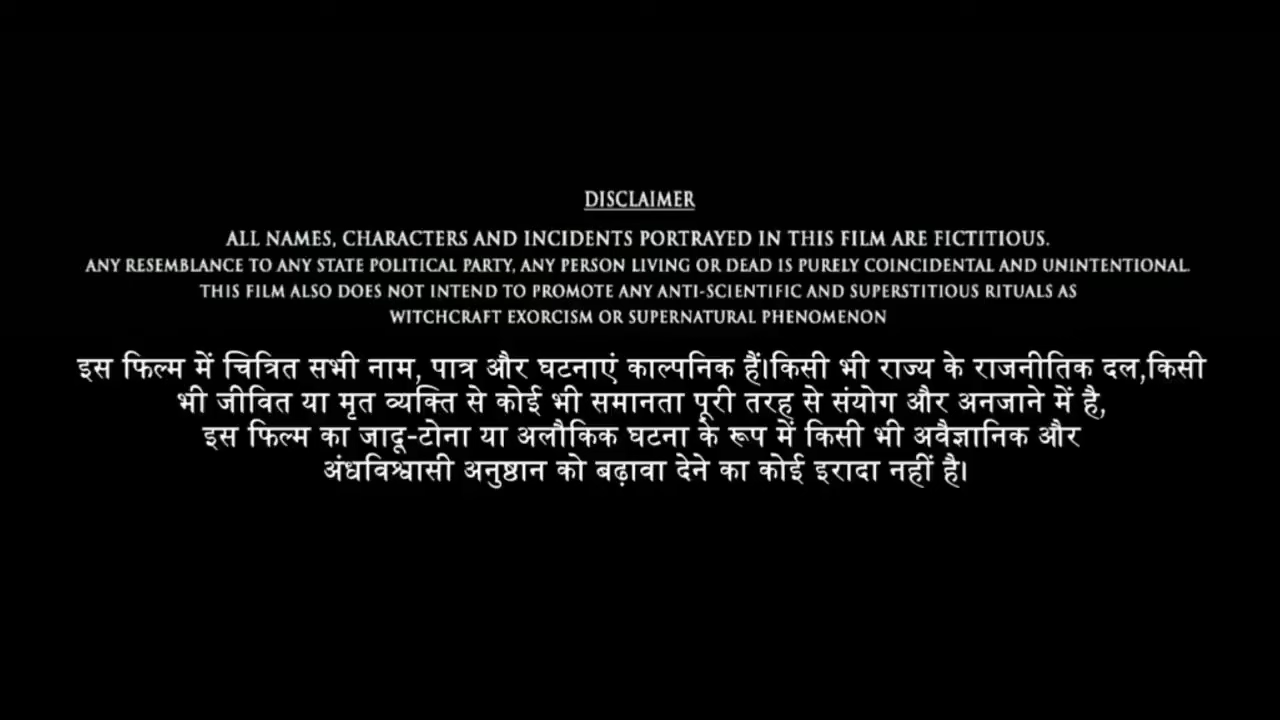 DISCLAIMER
ALL NAMES, CHARACTERS AND INCIDENTS PORTRAYED IN THIS FILM ARE FICTITIOUS.
ANY RESEMBLANCE TO ANY STATE POLITICAL PARTY, ANY PERSON LIVING OR DEAD IS PURELY COINCIDENTAL AND UNINTENTIONAL.
THIS FILM ALSO DOES NOT INTEND TO PROMOTE ANY ANTI-SCIENTIFIC AND SUPERSTITIOUS RITUALS AS
WITCHCRAFT EXORCISM OR SUPERNATURAL PHENOMENON
इस फिल्म में चित्रित सभी नाम, पात्र और घटनाएं काल्पनिक हैं।किसी भी राज्य के राजनीतिक दल,किसी
भी जीवित या मृत व्यक्ति से कोई भी समानता पूरी तरह से संयोग और अनजाने में है,
इस फिल्म का जादू-टोना या अलौकिक घटना के रूप में किसी भी अवैज्ञानिक और
अंधविश्वासी अनुष्ठान को बढ़ावा देने का कोई इरादा नहीं है।